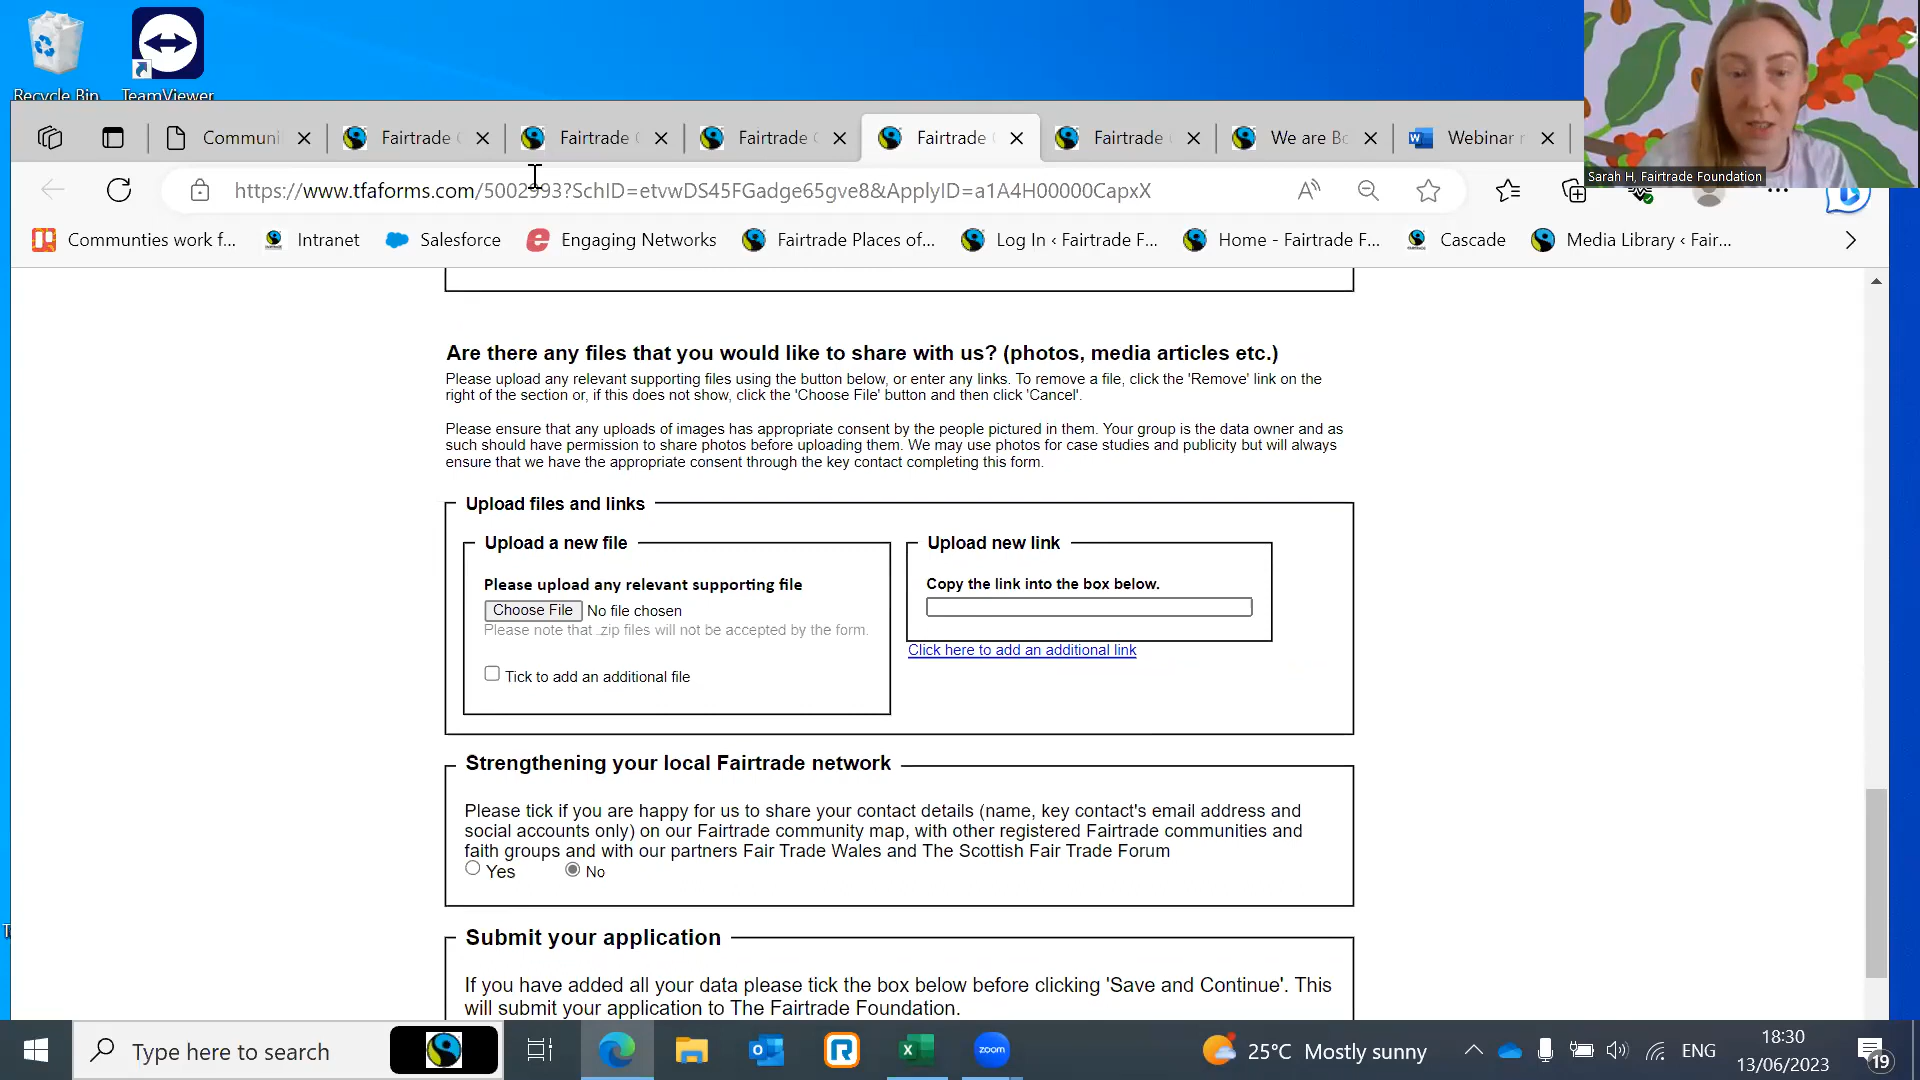 Recycle Bin
TeamViewer
Sarah H, Fairtrade Foundation
Communi
Fairtrade
Fairtrade
Fairtrade
Fairtrade
Fairtrade
We are Bo
Webinar
https://www.tfaforms.com/5002993?SchID=etvwDS45FGadge65gve8&ApplyID=a1A4H00000CapxX
Communties work f...
Intranet
Salesforce
Engaging Networks
Fairtrade Places of...
Log In ‹ Fairtrade F...
Home - Fairtrade F...
Cascade
Media Library ‹ Fair...
Are there any files that you would like to share with us? (photos, media articles etc.)
Please upload any relevant supporting files using the button below, or enter any links. To remove a file, click the 'Remove' link on the
right of the section or, if this does not show, click the 'Choose File' button and then click 'Cancel'.
Please ensure that any uploads of images has appropriate consent by the people pictured in them. Your group is the data owner and as
such should have permission to share photos before uploading them. We may use photos for case studies and publicity but will always
ensure that we have the appropriate consent through the key contact completing this form.
Upload files and links
Upload a new file
Please upload any relevant supporting file
Choose File No file chosen
Please note that .zip files will not be accepted by the form.
Tick to add an additional file
Upload new link
Copy the link into the box below.
Click here to add an additional link
Strengthening your local Fairtrade network
Please tick if you are happy for us to share your contact details (name, key contact's email address and
social accounts only) on our Fairtrade community map, with other registered Fairtrade communities and
faith groups and with our partners Fair Trade Wales and The Scottish Fair Trade Forum
Yes No
Submit your application
If you have added all your data please tick the box below before clicking 'Save and Continue'. This
will submit your application to The Fairtrade Foundation.
Type here to search
zoom
25°C Mostly sunny
ENG
18:30
13/06/2023
19